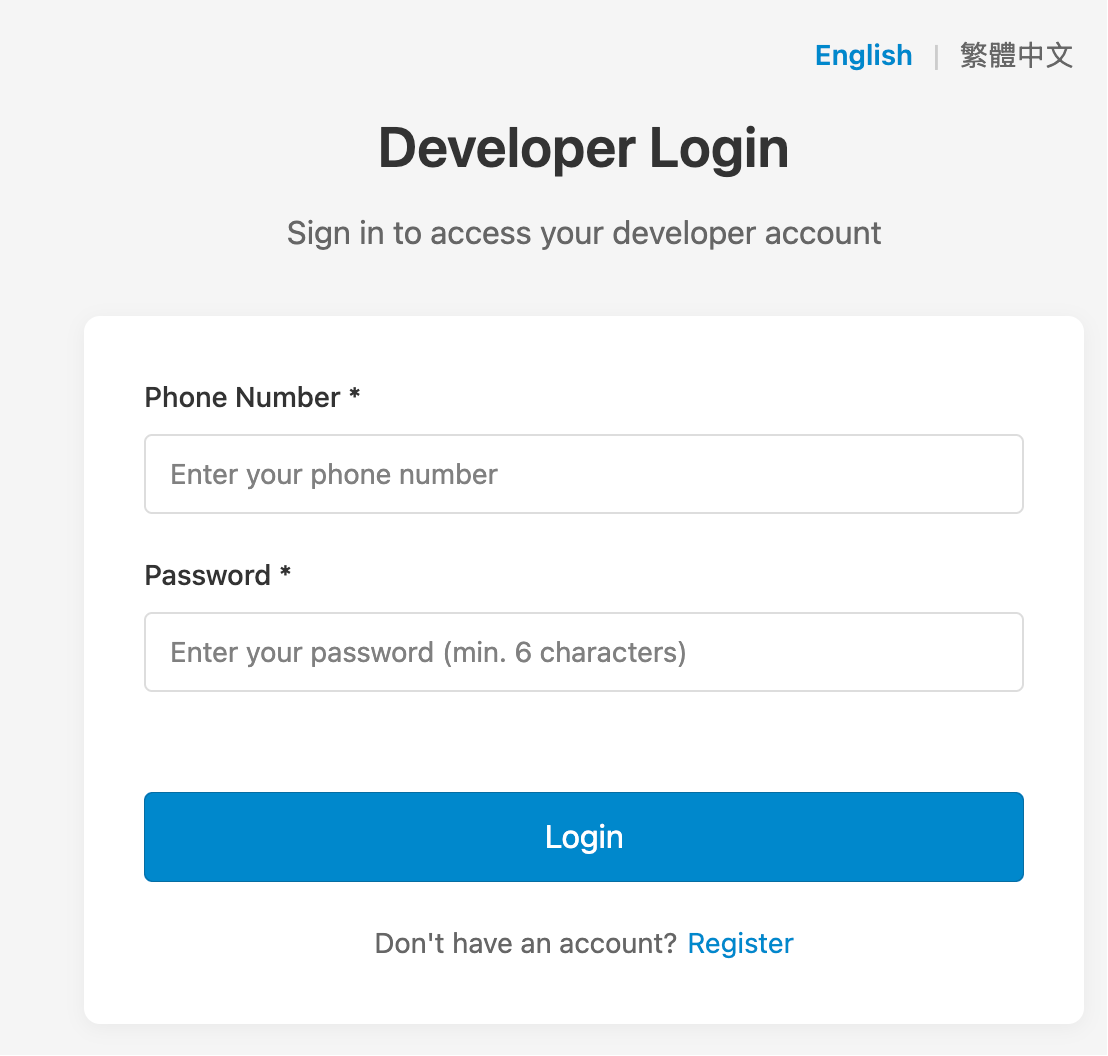 English | 繁體中文
Developer Login
Sign in to access your developer account
Phone Number *
Enter your phone number
Password *
Enter your password (min. 6 characters)
Login
Don't have an account? Register